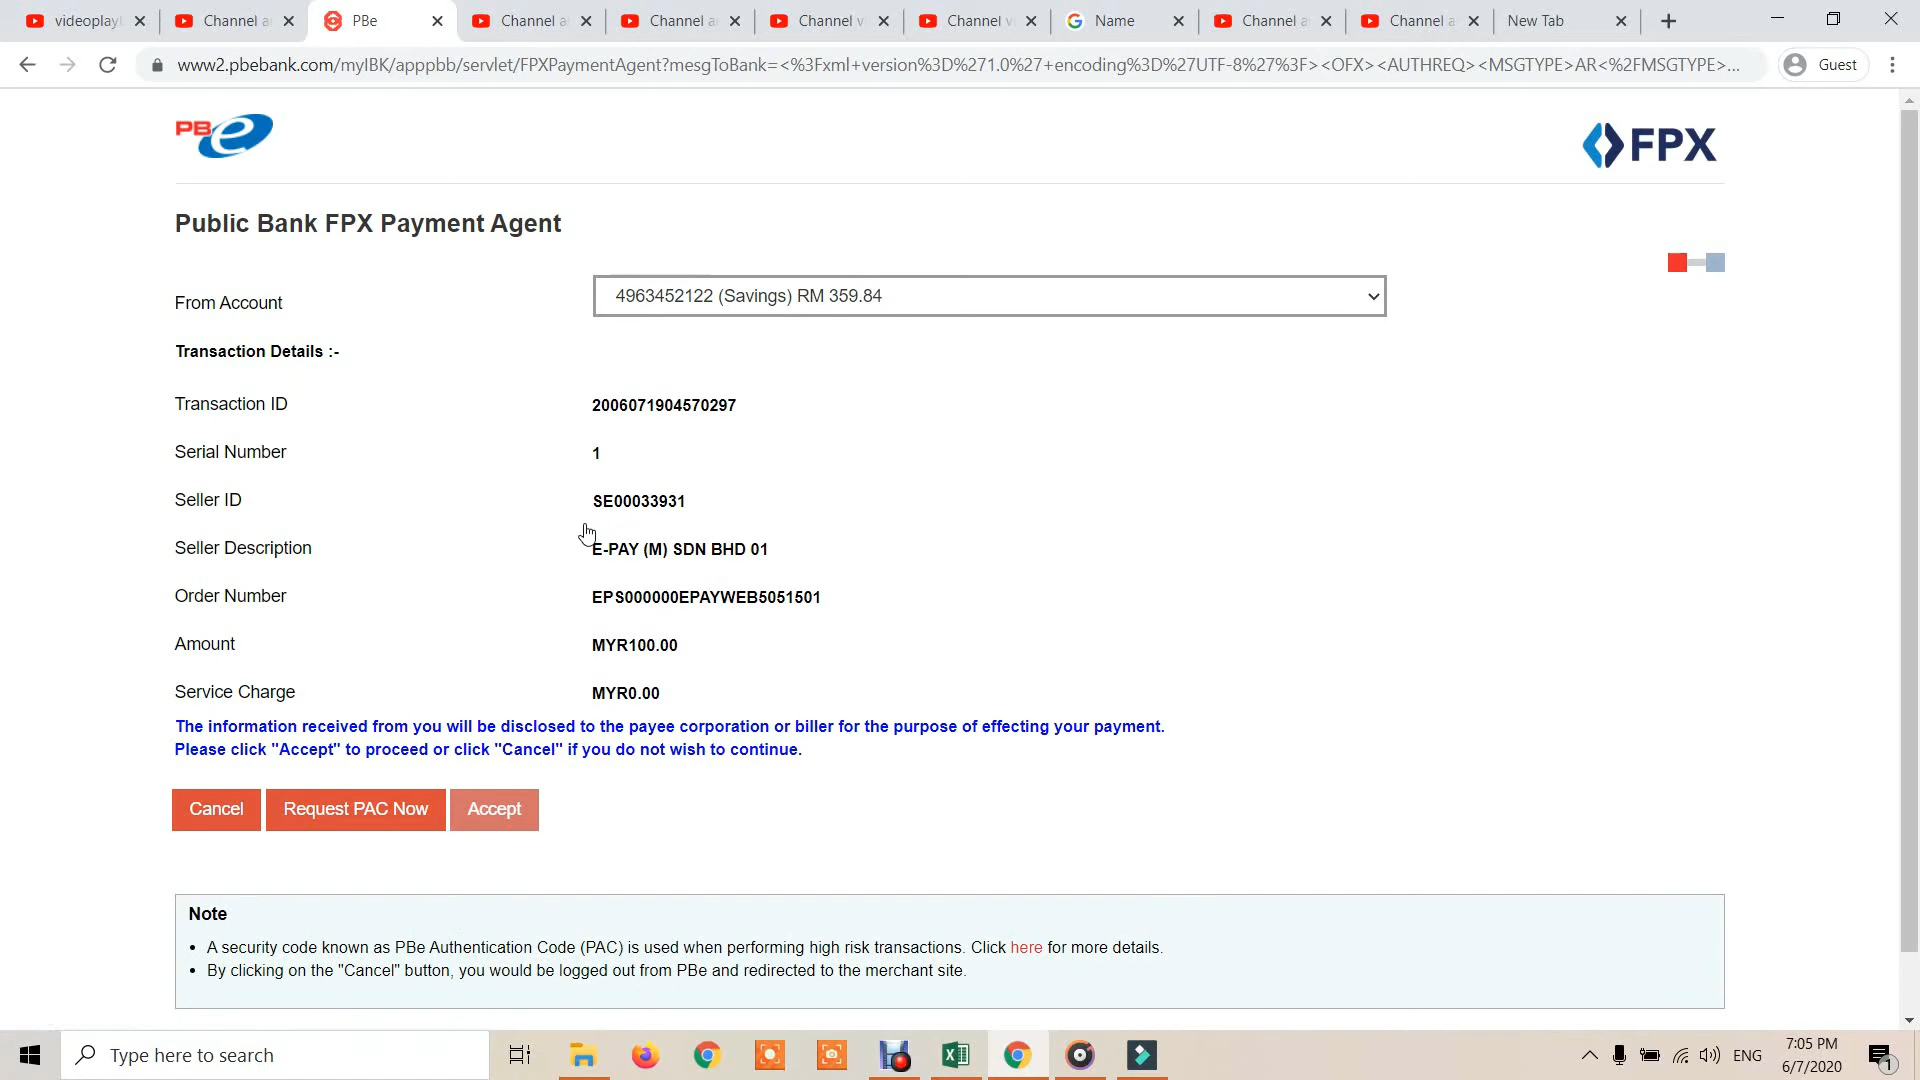 videoplayl
Channel a
PBe
Channel a
Channel a
Channel v
Channel v
Name
Channel a
Channel a
New Tab
www2.pbebank.com/myIBK/apppbb/servlet/FPXPaymentAgent?mesgToBank=<%3Fxml+version%3D%271.0%27+encoding%3D%27UTF-8%27%3F><OFX><AUTHREQ><MSGTYPE>AR<%2FMSGTYPE>...
Guest
PBe
FPX
Public Bank FPX Payment Agent
From Account
4963452122 (Savings) RM 359.84
Transaction Details :-
Transaction ID
2006071904570297
Serial Number
1
Seller ID
SE00033931
Seller Description
E-PAY (M) SDN BHD 01
Order Number
EPS000000EPAYWEB5051501
Amount
MYR100.00
Service Charge
MYR0.00
The information received from you will be disclosed to the payee corporation or biller for the purpose of effecting your payment.
Please click "Accept" to proceed or click "Cancel" if you do not wish to continue.
Cancel
Request PAC Now
Accept
Note
• A security code known as PBe Authentication Code (PAC) is used when performing high risk transactions. Click here for more details.
• By clicking on the "Cancel" button, you would be logged out from PBe and redirected to the merchant site.
Type here to search
ENG
7:05 PM
6/7/2020
1